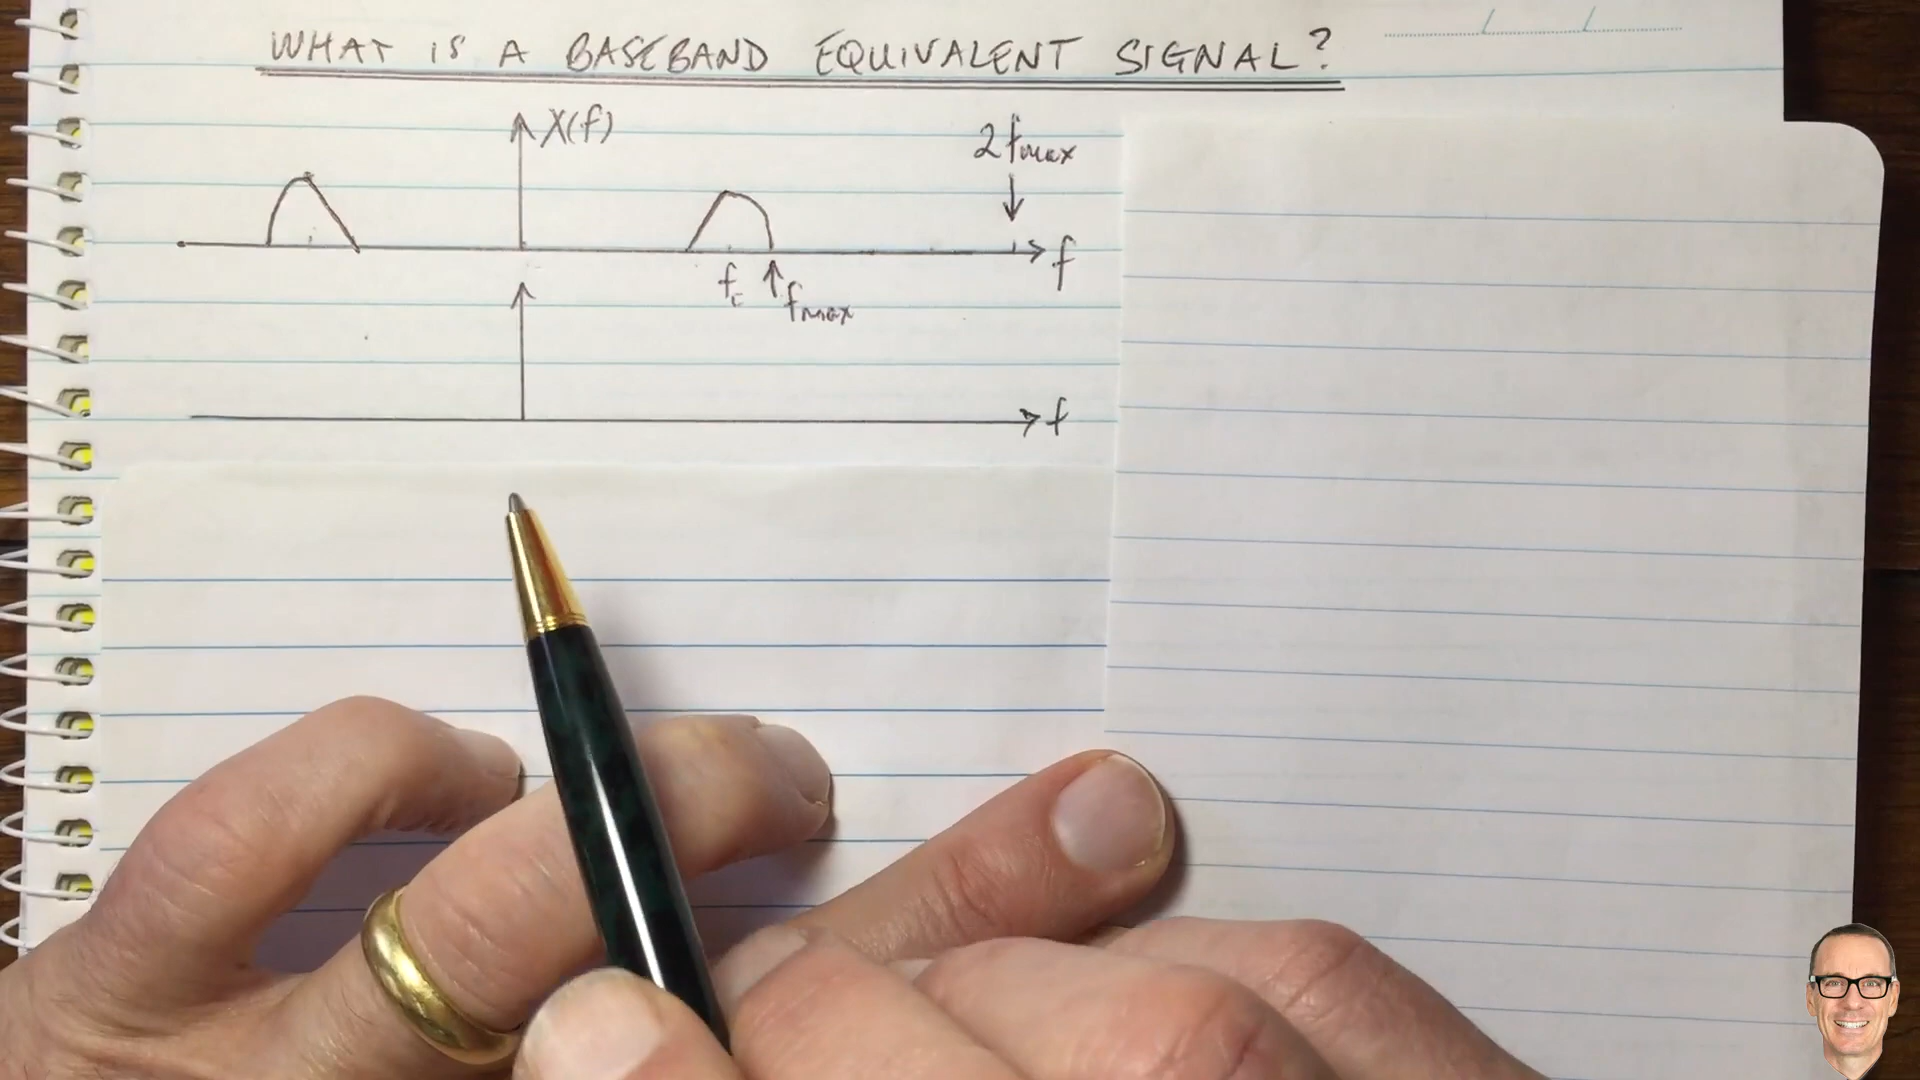 WHAT IS A BASEBAND EQUIVALENT SIGNAL?
X(f)
2fmax
f
fc
fmax
f